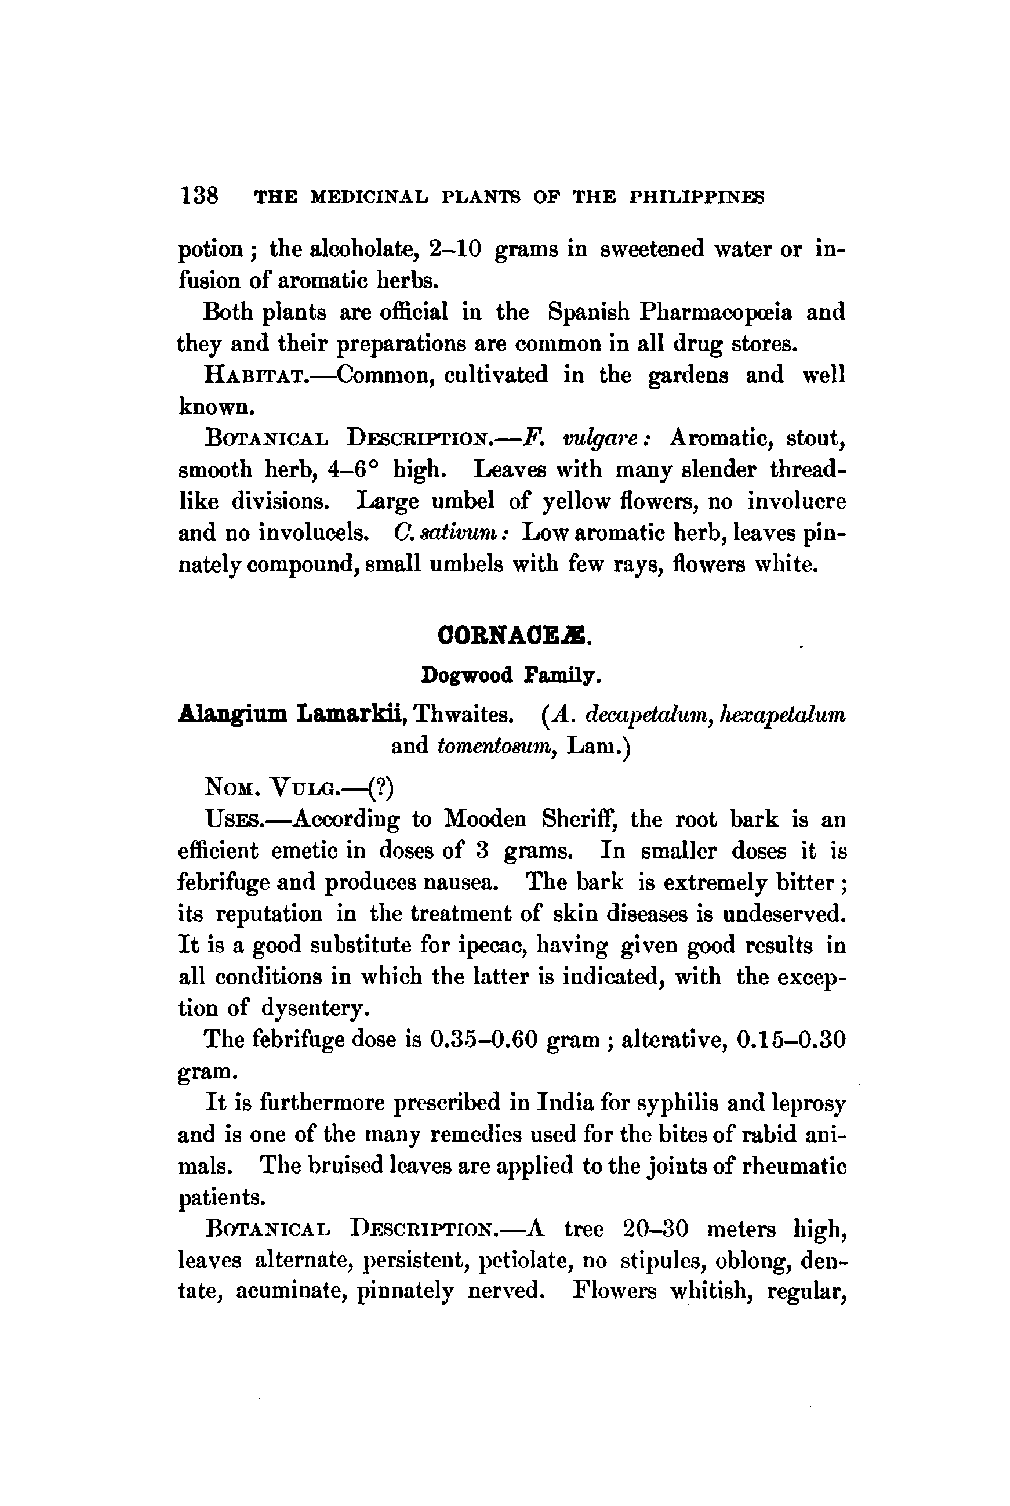 138 THE MEDICINAL PLANTS OF THE PHILIPPINES
potion ; the alcoholate, 2–10 grams in sweetened water or in-
fusion of aromatic herbs.
Both plants are official in the Spanish Pharmacopœia and
they and their preparations are common in all drug stores.
HABITAT.—Common, cultivated in the gardens and well
known.
BOTANICAL DESCRIPTION.—F. vulgare: Aromatic, stout,
smooth herb, 4–6° high. Leaves with many slender thread-
like divisions. Large umbel of yellow flowers, no involucre
and no involucels. C. sativum: Low aromatic herb, leaves pin-
nately compound, small umbels with few rays, flowers white.
CORNACEÆ.
Dogwood Family.
Alangium Lamarkii, Thwaites. (A. decapetalum, hexapetalum
and tomentosum, Lam.)
NOM. VULG.—(?)
USES.—According to Mooden Sheriff, the root bark is an
efficient emetic in doses of 3 grams. In smaller doses it is
febrifuge and produces nausea. The bark is extremely bitter ;
its reputation in the treatment of skin diseases is undeserved.
It is a good substitute for ipecac, having given good results in
all conditions in which the latter is indicated, with the excep-
tion of dysentery.
The febrifuge dose is 0.35–0.60 gram ; alterative, 0.15–0.30
gram.
It is furthermore prescribed in India for syphilis and leprosy
and is one of the many remedies used for the bites of rabid ani-
mals. The bruised leaves are applied to the joints of rheumatic
patients.
BOTANICAL DESCRIPTION.—A tree 20–30 meters high,
leaves alternate, persistent, petiolate, no stipules, oblong, den-
tate, acuminate, pinnately nerved. Flowers whitish, regular,